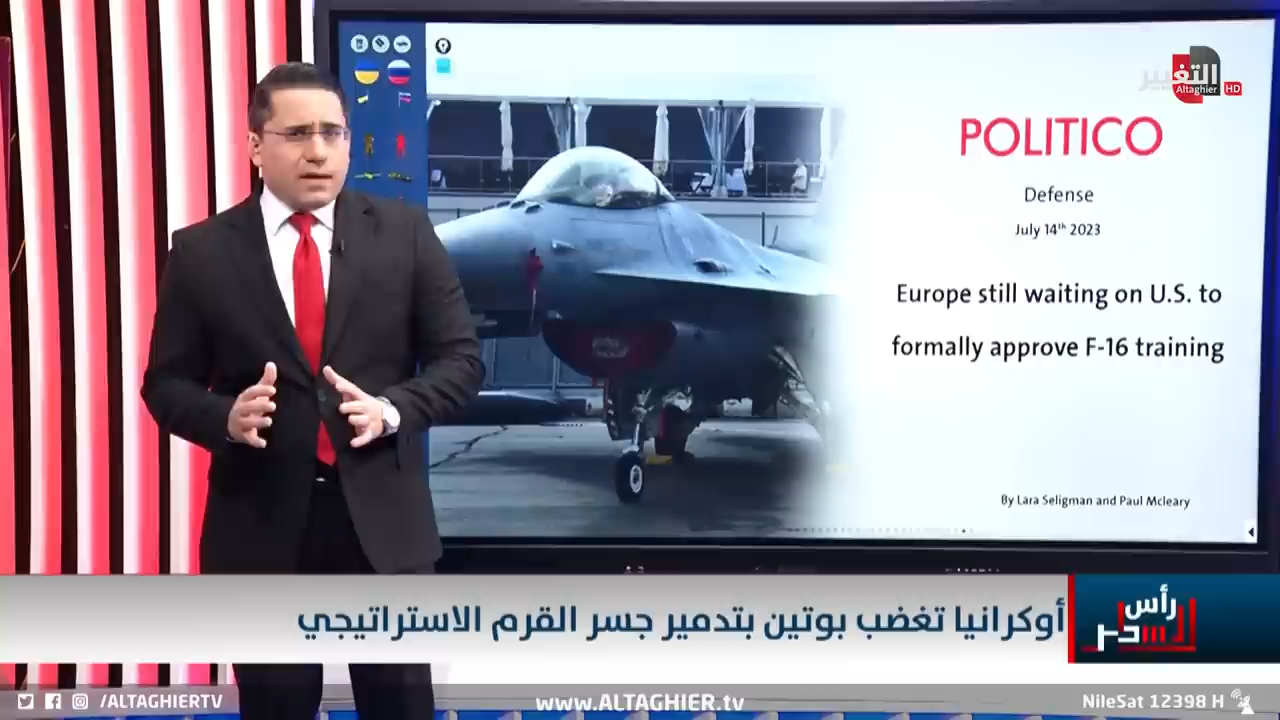 التغيير
Altaghier HD
POLITICO
Defense
July 14th 2023
Europe still waiting on U.S. to
formally approve F-16 training
By Lara Seligman and Paul Mcleary
أوكرانيا تغضب بوتين بتدمير جسر القرم الاستراتيجي
رأس
السطر
/ALTAGHIERTV
www.ALTAGHIER.tv
NileSat 12398 H